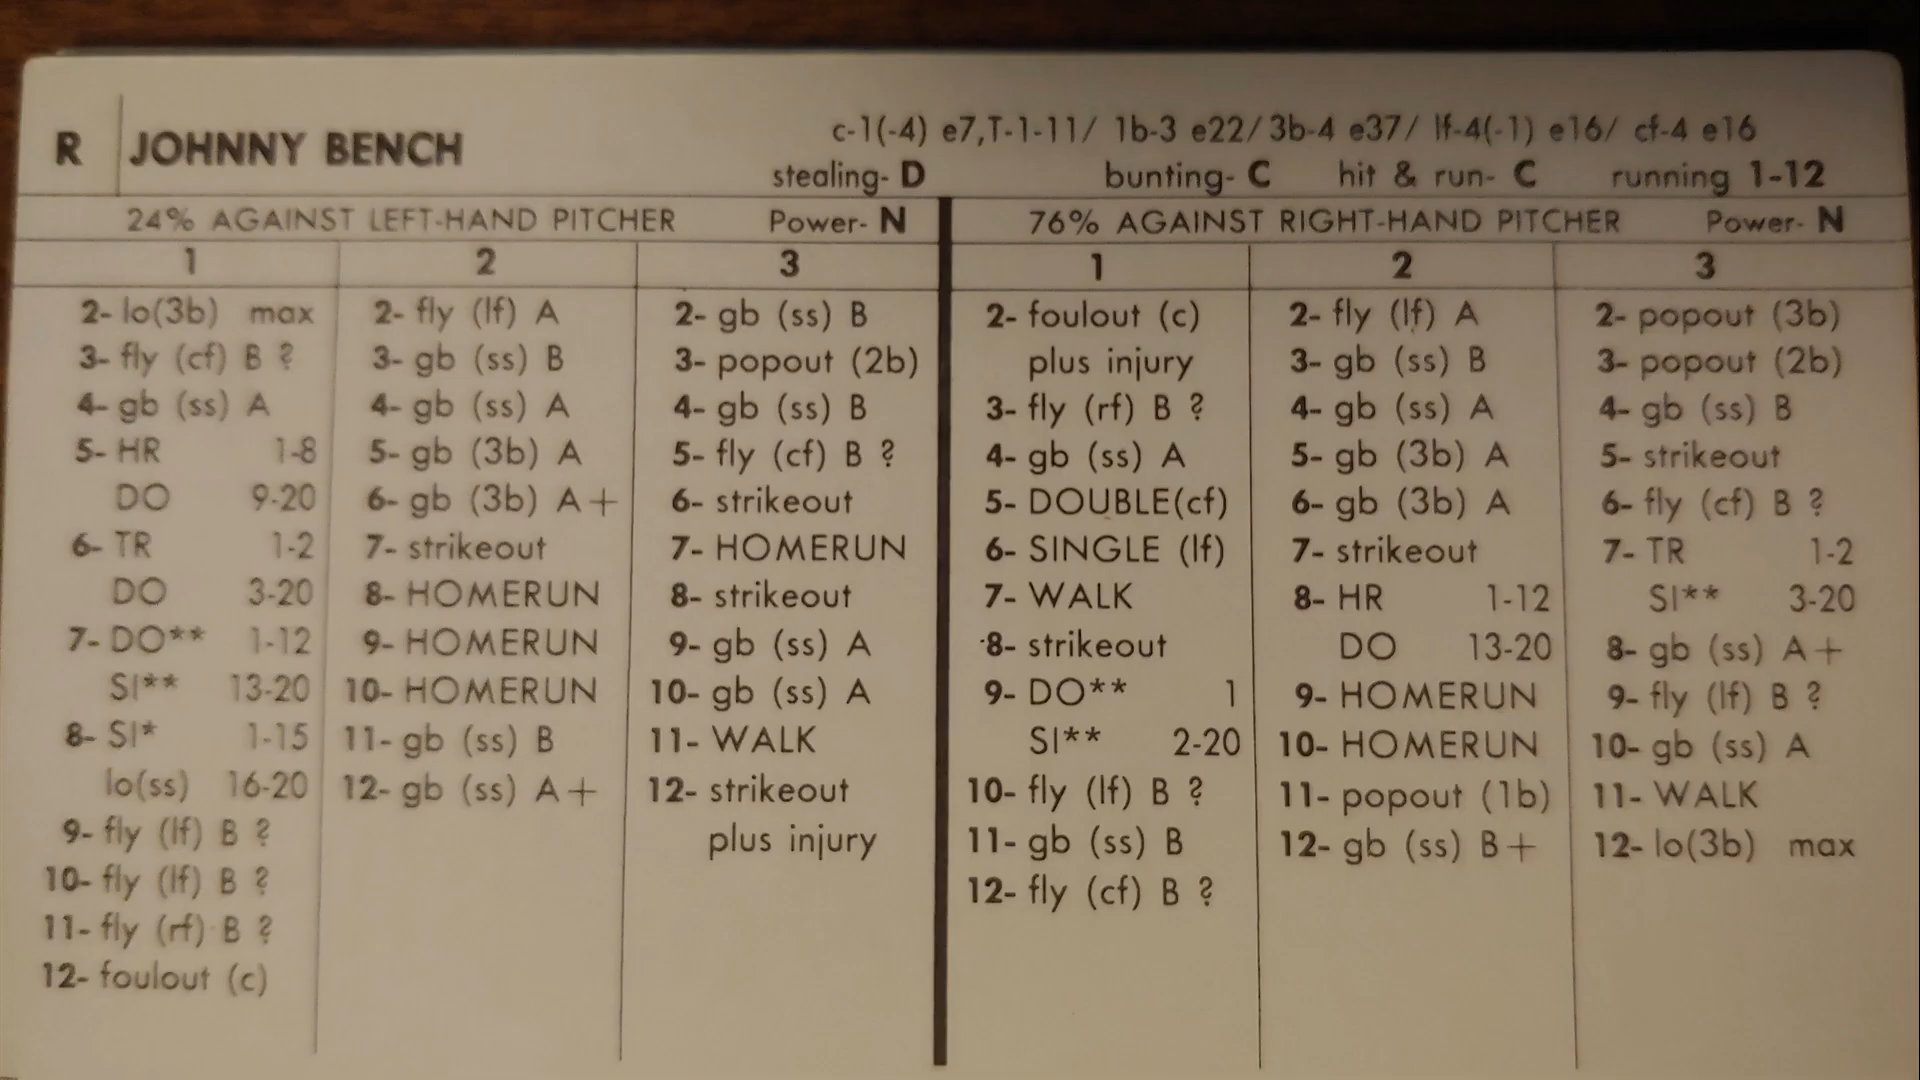 R JOHNNY BENCH c-1(-4) e7,T-1-11/ 1b-3 e22/ 3b-4 e37/ lf-4(-1) e16/ cf-4 e16
stealing- D bunting- C hit & run- C running 1-12
24% AGAINST LEFT-HAND PITCHER Power- N
1
2- lo(3b) max
3- fly (cf) B ?
4- gb (ss) A
5- HR 1-8
DO 9-20
6- TR 1-2
DO 3-20
7- DO** 1-12
SI** 13-20
8- SI* 1-15
lo(ss) 16-20
9- fly (lf) B ?
10- fly (lf) B ?
11- fly (rf) B ?
12- foulout (c)
2
2- fly (lf) A
3- gb (ss) B
4- gb (ss) A
5- gb (3b) A
6- gb (3b) A+
7- strikeout
8- HOMERUN
9- HOMERUN
10- HOMERUN
11- gb (ss) B
12- gb (ss) A+
3
2- gb (ss) B
3- popout (2b)
4- gb (ss) B
5- fly (cf) B ?
6- strikeout
7- HOMERUN
8- strikeout
9- gb (ss) A
10- gb (ss) A
11- WALK
12- strikeout
plus injury
76% AGAINST RIGHT-HAND PITCHER Power- N
1
2- foulout (c)
plus injury
3- fly (rf) B ?
4- gb (ss) A
5- DOUBLE(cf)
6- SINGLE (lf)
7- WALK
8- strikeout
9- DO** 1
SI** 2-20
10- fly (lf) B ?
11- gb (ss) B
12- fly (cf) B ?
2
2- fly (lf) A
3- gb (ss) B
4- gb (ss) A
5- gb (3b) A
6- gb (3b) A
7- strikeout
8- HR 1-12
DO 13-20
9- HOMERUN
10- HOMERUN
11- popout (1b)
12- gb (ss) B+
3
2- popout (3b)
3- popout (2b)
4- gb (ss) B
5- strikeout
6- fly (cf) B ?
7- TR 1-2
SI** 3-20
8- gb (ss) A+
9- fly (lf) B ?
10- gb (ss) A
11- WALK
12- lo(3b) max